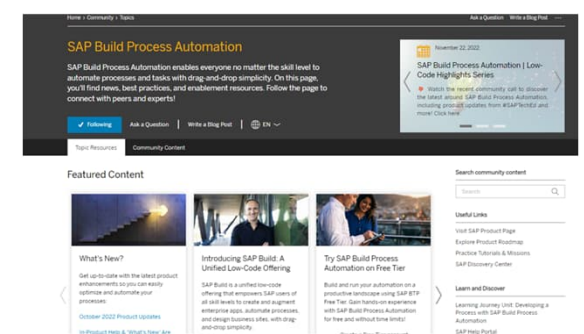 Home > Community > Topics
Ask a Question Write a Blog Post ...
SAP Build Process Automation
SAP Build Process Automation enables everyone no matter the skill level to
automate processes and tasks with drag-and-drop simplicity. On this page,
you'll find news, best practices, and enablement resources. Follow the page to
connect with peers and experts!
Following Ask a Question Write a Blog Post EN
November 22, 2022
SAP Build Process Automation | Low-
Code Highlights Series
Watch the recent community call to discover
the latest around SAP Build Process Automation,
including product updates from #SAPTechEd and
more! Click here
Topic Resources Community Content
Featured Content
What's New?
Get up-to-date with the latest product
enhancements so you can easily
optimize and automate your
processes:
October 2022 Product Updates
In-Product Help & 'What's New' Are
Introducing SAP Build: A
Unified Low-Code Offering
SAP Build is a unified low-code
offering that empowers SAP users of
all skill levels to create and augment
enterprise apps, automate processes,
and design business sites, with drag-
and-drop simplicity.
Try SAP Build Process
Automation on Free Tier
Build and run your automation on a
productive landscape using SAP BTP
Free Tier. Gain hands-on experience
with SAP Build Process Automation
for free and without time limits!
Search community content
Search
Useful Links
Visit SAP Product Page
Explore Product Roadmap
Practice Tutorials & Missions
SAP Discovery Center
Learn and Discover
Learning Journey Unit: Developing a
Process with SAP Build Process
Automation
SAP Help Portal